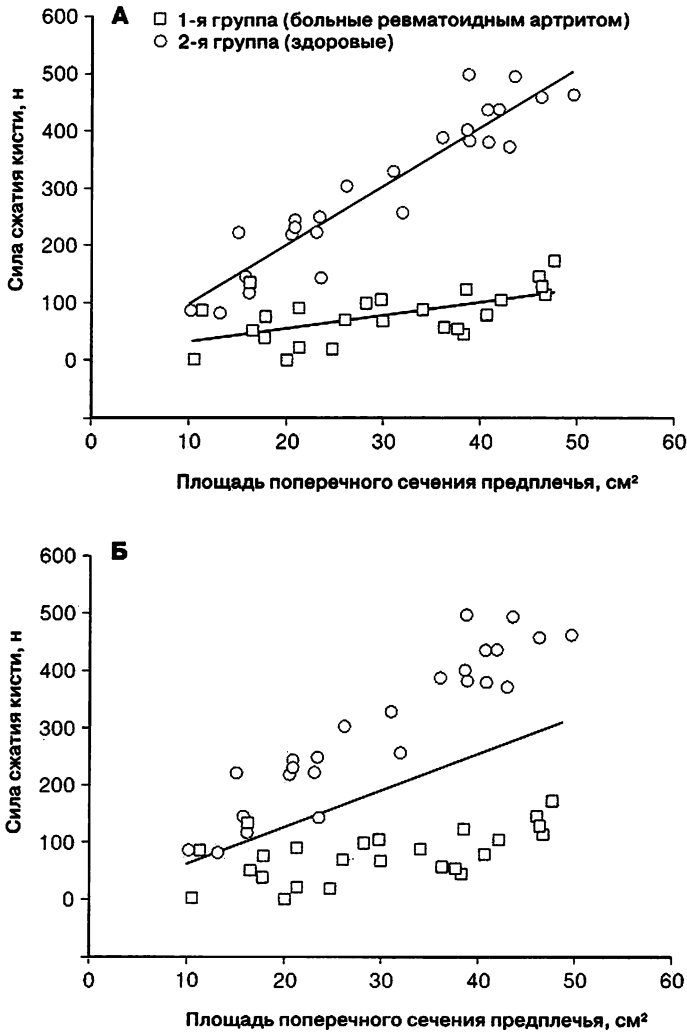 А
1-я группа (больные ревматоидным артритом)
2-я группа (здоровые)
Сила сжатия кисти, н
600
500
400
300
200
100
0
0 10 20 30 40 50 60
Площадь поперечного сечения предплечья, см²
Б
Сила сжатия кисти, н
600
500
400
300
200
100
0
0 10 20 30 40 50 60
Площадь поперечного сечения предплечья, см²